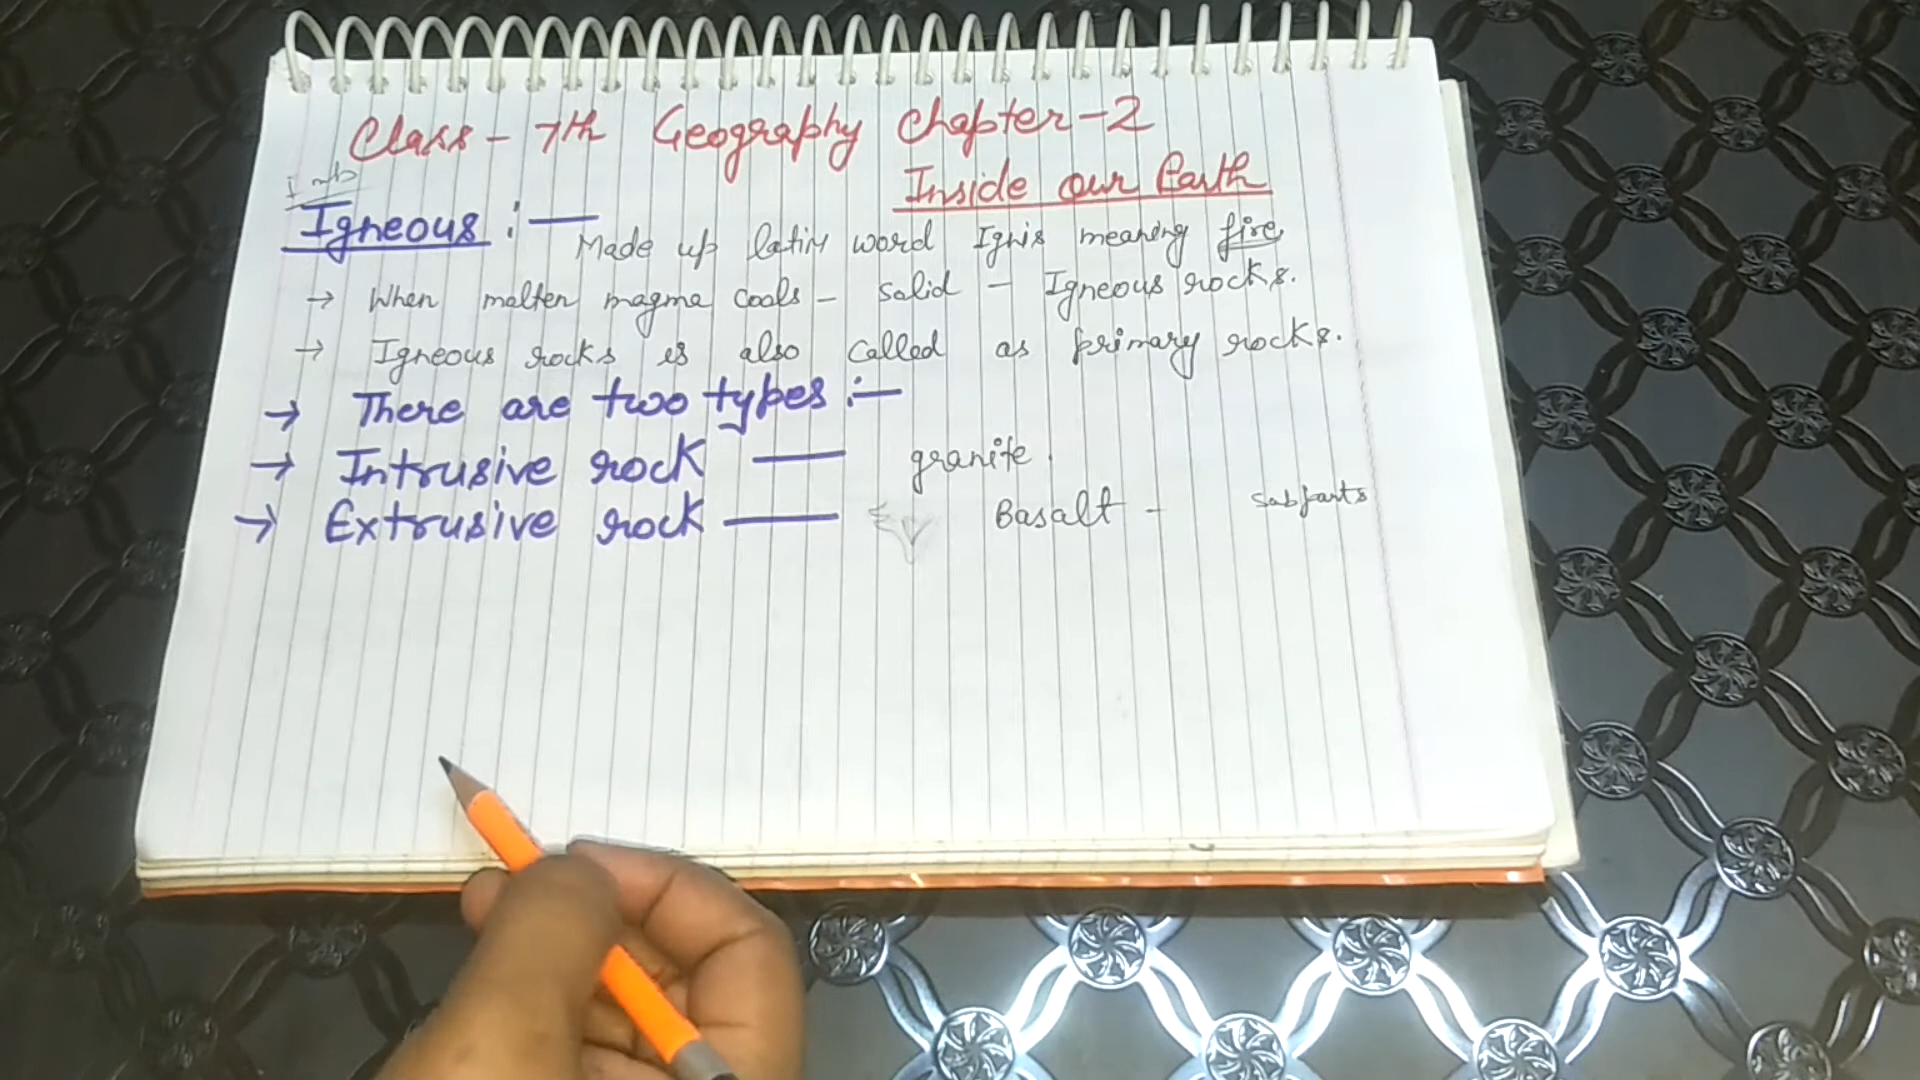 Class - 7th Geography Chapter-2
Inside our Earth
Igneous :— Made up latin word Ignis meaning fire
→ When molten magma cools - solid - Igneous rocks.
→ Igneous rocks is also called as primary rocks.
→ There are two types :—
→ Intrusive rock — granite.
→ Extrusive rock — Basalt -